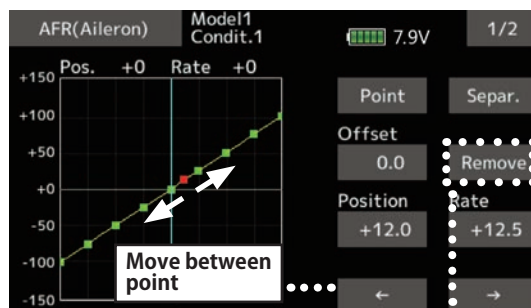 AFR(Aileron)
Model1
Condit.1
7.9V
1/2
Pos. +0 Rate +0
+150
+100
+50
+0
-50
-100
-150
Point
Separ.
Offset
0.0
Remove
Position
Rate
+12.0
+12.5
Move between
point
←
→